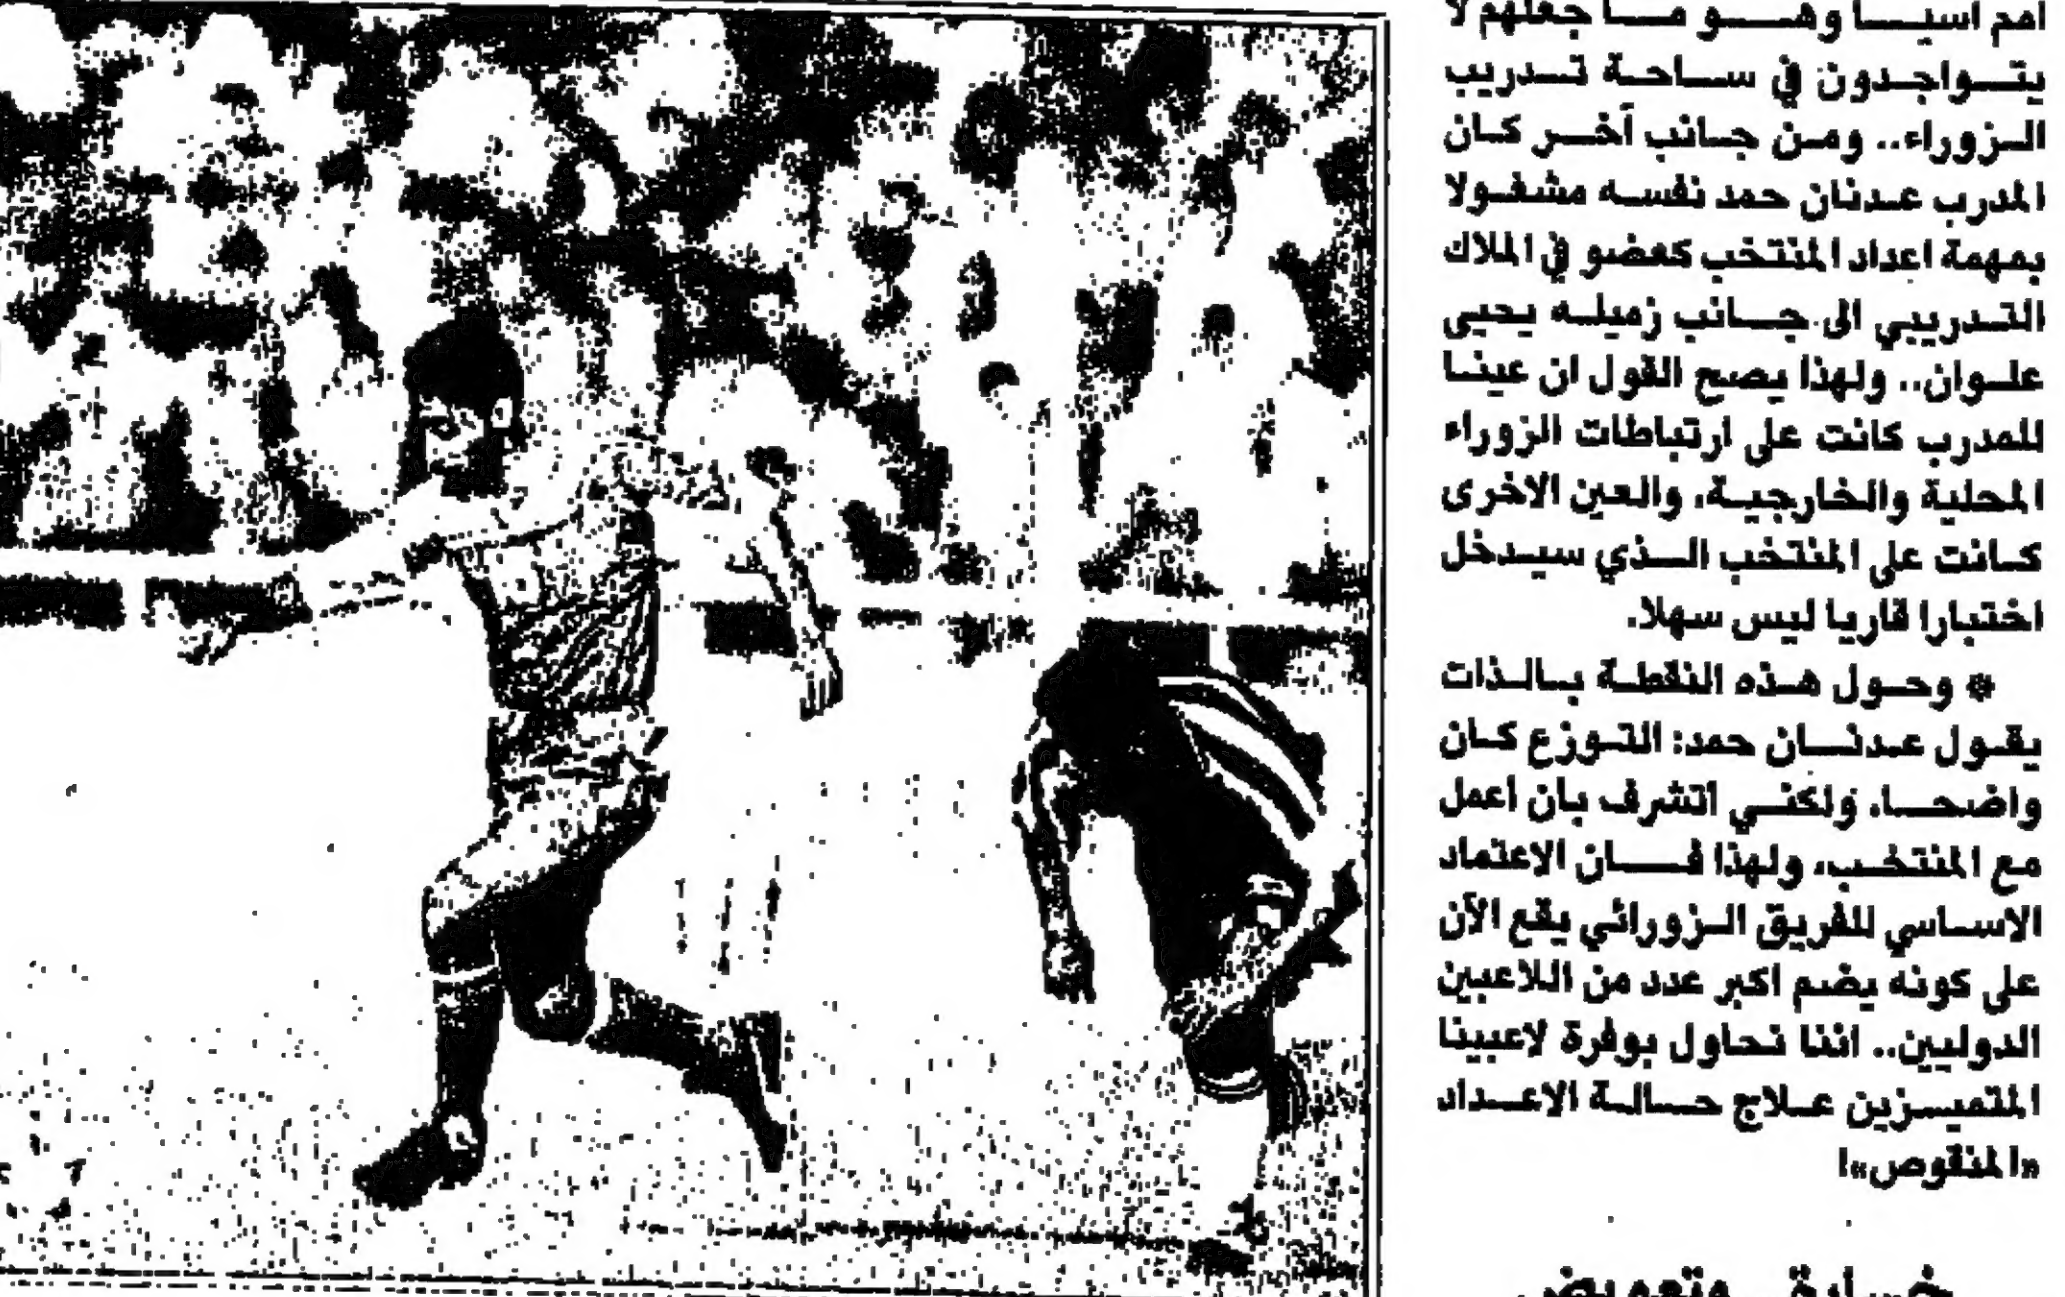 امم آسيا وهو ما جعلهم لا
يتواجدون في ساحة تدريب
الزوراء.. ومن جانب آخر كان
المدرب عدنان حمد نفسه مشغولا
بمهمة اعداد المنتخب كعضو في الملاك
التدريبي الى جانب زميله يحيى
علوان.. ولهذا يصح القول ان عينا
للمدرب كانت على ارتباطات الزوراء
المحلية والخارجية، والعين الاخرى
كانت على المنتخب الذي سيدخل
اختبارا قاريا ليس سهلا.
* وحول هذه النقطة بالذات
يقول عدنان حمد: التوزع كان
واضحا، ولكني اتشرف بان اعمل
مع المنتخب، ولهذا فان الاعتماد
الاساسي للفريق الزورائي يقع الآن
على كونه يضم اكبر عدد من اللاعبين
الدوليين.. اننا نحاول بوفرة لاعبينا
المتميزين علاج حالة الاعداد
«المنقوص»!
خسارة وتعويض